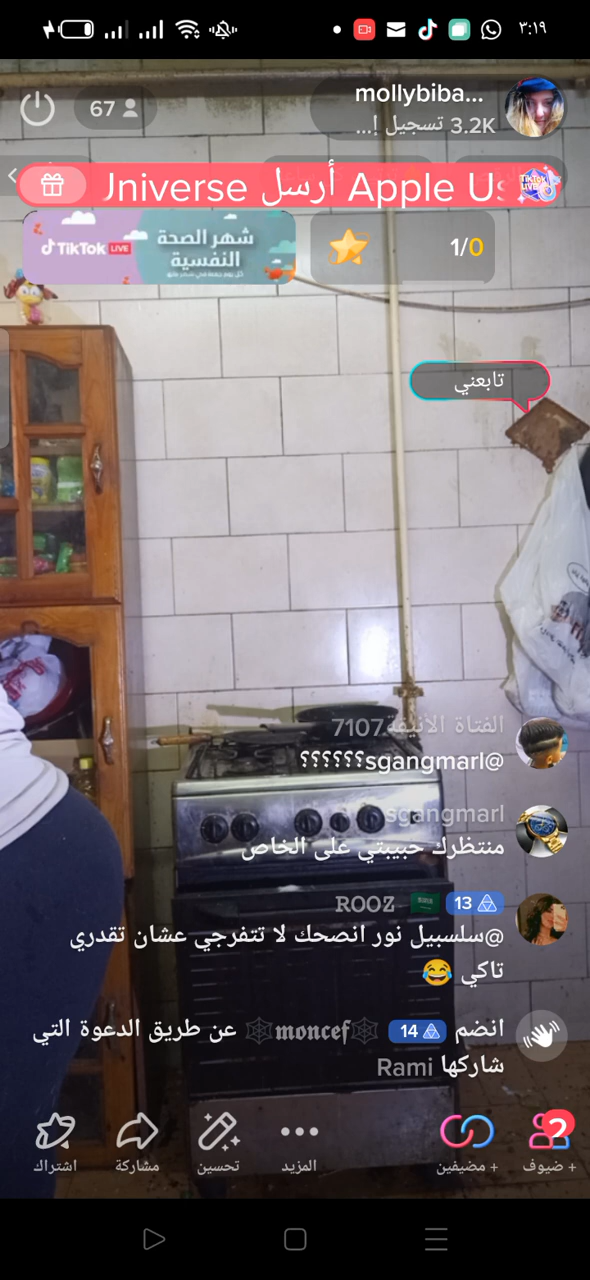 ٣:١٩
mollybiba...
3.2K تسجيل إ...
67
Universe أرسل Apple Us
TikTok LIVE
شهر الصحة
النفسية
1/0
تابعني
الفتاة الأنيقة7107
@sgangmarl؟؟؟؟؟؟
sgangmarl
منتظرك حبيبتي على الخاص
ROOZ 🇸🇦 13
@سلسبيل نور انصحك لا تتفرجي عشان تقدري
تاكي 😂
انضم 14 🕸𝖒𝖔𝖓𝖈𝖊𝖋🕸 عن طريق الدعوة التي
شاركها Rami
+ ضيوف
2
+ مضيفين
المزيد
تحسين
مشاركة
اشتراك